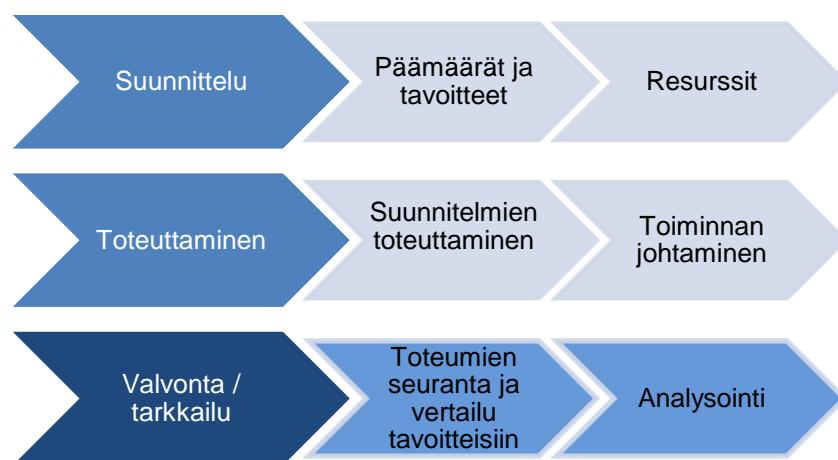 Suunnittelu
Päämäärät ja
tavoitteet
Resurssit
Toteuttaminen
Suunnitelmien
toteuttaminen
Toiminnan
johtaminen
Valvonta /
tarkkailu
Toteumien
seuranta ja
vertailu
tavoitteisiin
Analysointi